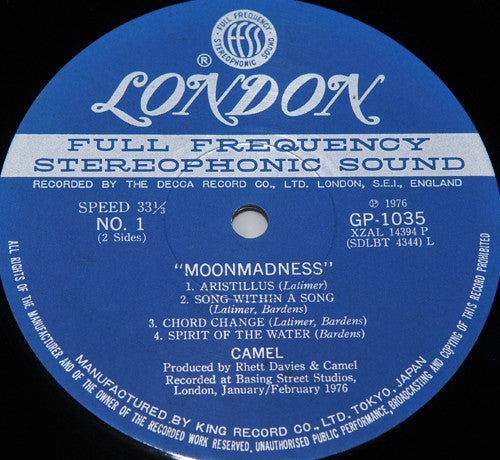 FULL FREQUENCY
ffss
STEREOPHONIC SOUND
®
LONDON
FULL FREQUENCY
STEREOPHONIC SOUND
RECORDED BY THE DECCA RECORD CO., LTD. LONDON, S.E.I., ENGLAND
SPEED 33⅓
NO. 1
(2 Sides)
℗ 1976
GP-1035
XZAL 14394 P
(SDLBT 4344) L
"MOONMADNESS"
1. ARISTILLUS (Latimer)
2. SONG WITHIN A SONG
(Latimer, Bardens)
3. CHORD CHANGE (Latimer, Bardens)
4. SPIRIT OF THE WATER (Bardens)
CAMEL
Produced by Rhett Davies & Camel
Recorded at Basing Street Studios,
London, January/February 1976
MANUFACTURED BY KING RECORD CO., LTD. TOKYO, JAPAN
ALL RIGHTS OF THE MANUFACTURER AND OF THE OWNER OF THE RECORDED WORK RESERVED, UNAUTHORISED PUBLIC PERFORMANCE, BROADCASTING AND COPYING OF THIS RECORD PROHIBITED